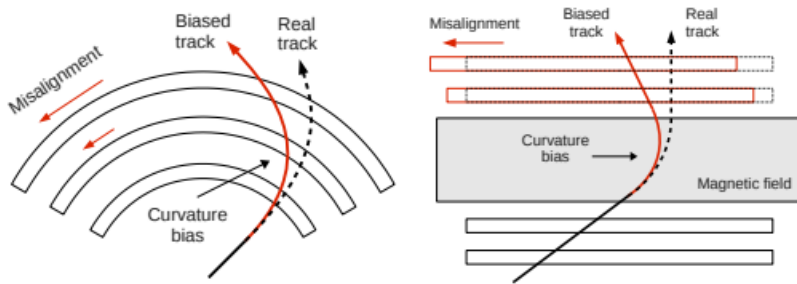 Misalignment
Biased
track
Real
track
Curvature
bias
Misalignment
Biased
track
Real
track
Curvature
bias
Magnetic field